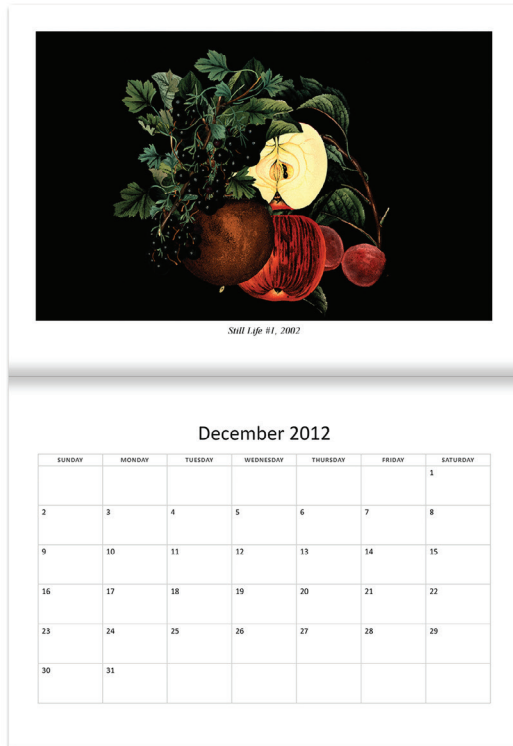 Still Life #1, 2002
December 2012
SUNDAY MONDAY TUESDAY WEDNESDAY THURSDAY FRIDAY SATURDAY
1
2 3 4 5 6 7 8
9 10 11 12 13 14 15
16 17 18 19 20 21 22
23 24 25 26 27 28 29
30 31